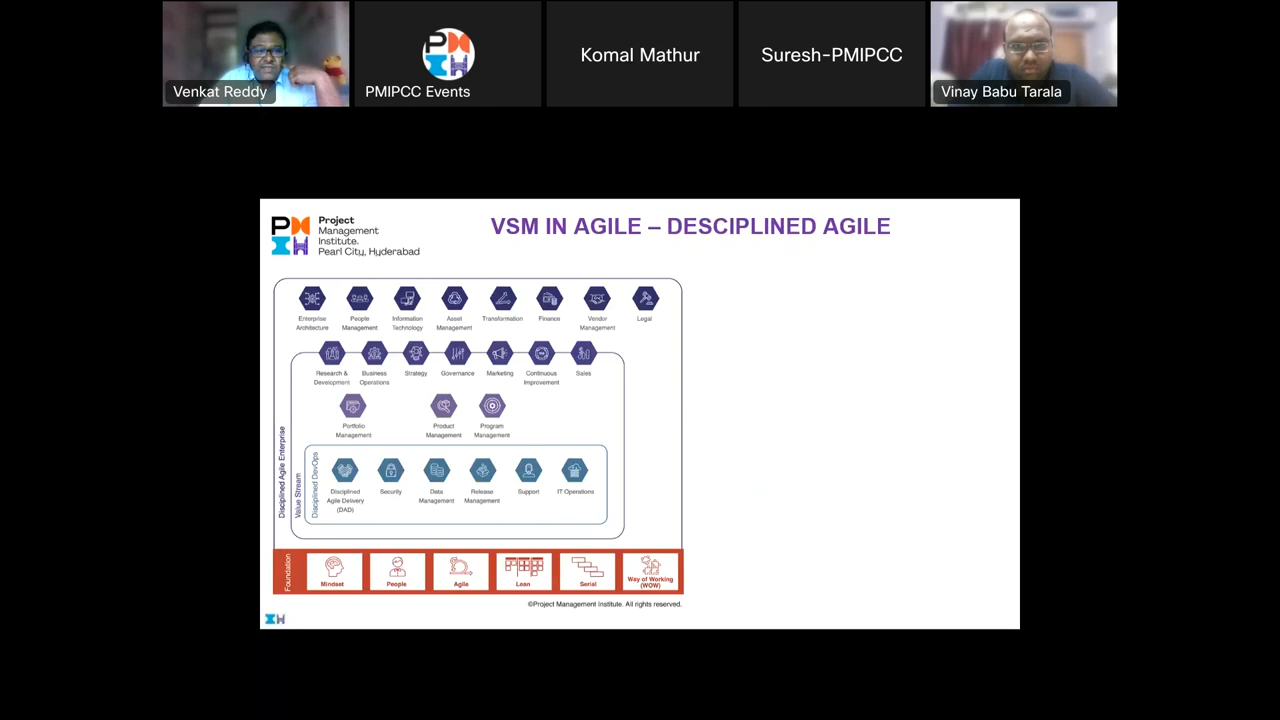 Venkat Reddy
PMIPCC Events
Komal Mathur
Suresh-PMIPCC
Vinay Babu Tarala
Project
Management
Institute.
Pearl City, Hyderabad
VSM IN AGILE – DESCIPLINED AGILE
Enterprise
Architecture
People
Management
Information
Technology
Asset
Management
Transformation
Finance
Vendor
Management
Legal
Research &
Development
Business
Operations
Strategy
Governance
Marketing
Continuous
Improvement
Sales
Portfolio
Management
Product
Management
Program
Management
Disciplined Agile Enterprise
Value Stream
Disciplined DevOps
Disciplined
Agile Delivery
(DAD)
Security
Data
Management
Release
Management
Support
IT Operations
Foundation
Mindset
People
Agile
Lean
Serial
Way of Working
(WOW)
©Project Management Institute. All rights reserved.